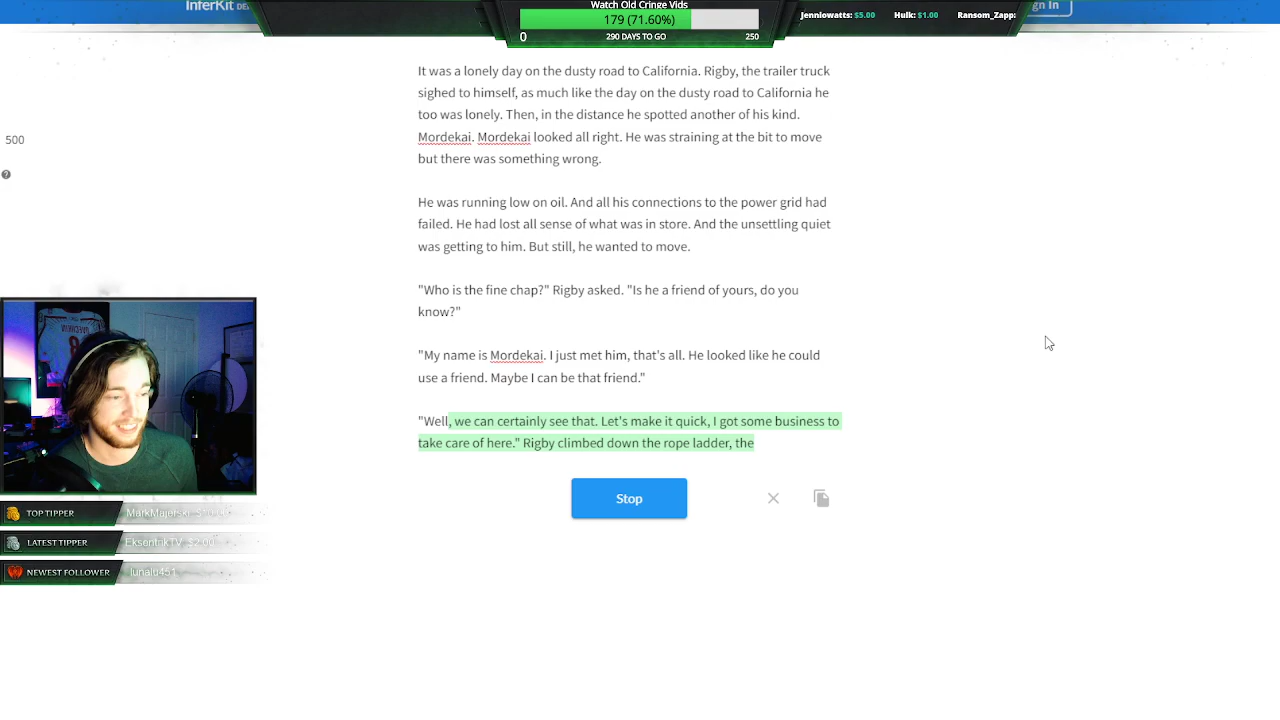 InferKit
Watch Old Cringe Vids
179 (71.60%)
0
290 DAYS TO GO
250
Jenniowatts: $5.00
Hulk: $1.00
Ransom_Zapp:
gn In
It was a lonely day on the dusty road to California. Rigby, the trailer truck
sighed to himself, as much like the day on the dusty road to California he
too was lonely. Then, in the distance he spotted another of his kind.
Mordekai. Mordekai looked all right. He was straining at the bit to move
but there was something wrong.
He was running low on oil. And all his connections to the power grid had
failed. He had lost all sense of what was in store. And the unsettling quiet
was getting to him. But still, he wanted to move.
"Who is the fine chap?" Rigby asked. "Is he a friend of yours, do you
know?"
"My name is Mordekai. I just met him, that's all. He looked like he could
use a friend. Maybe I can be that friend."
"Well, we can certainly see that. Let's make it quick, I got some business to
take care of here." Rigby climbed down the rope ladder, the
Stop
500
?
TOP TIPPER
LATEST TIPPER
EksentrikTV: $2.00
NEWEST FOLLOWER
lunalu451